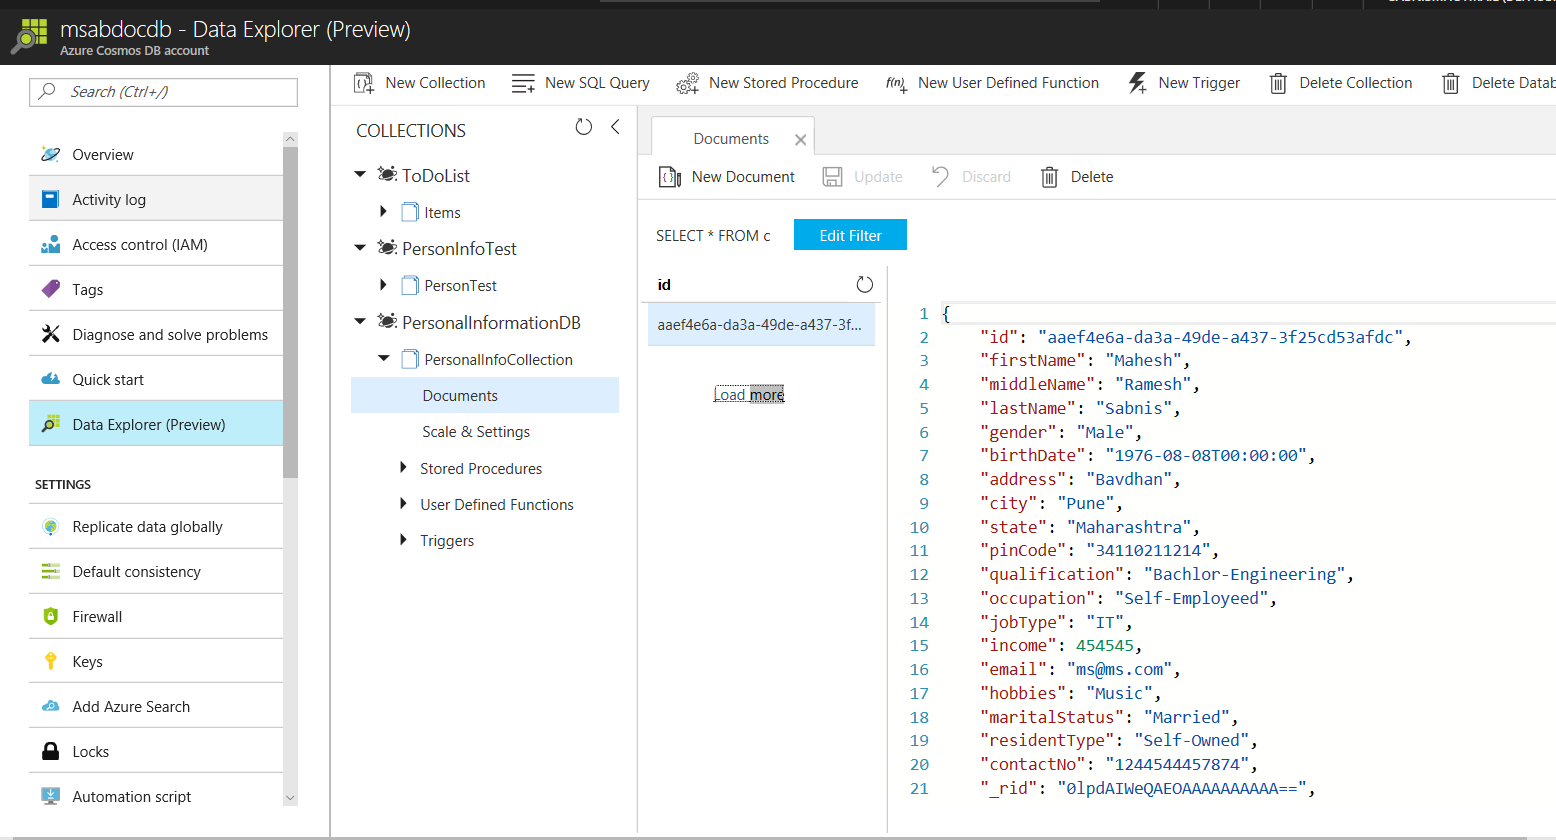 msabdocdb - Data Explorer (Preview)
Azure Cosmos DB account
Search (Ctrl+/)
Overview
Activity log
Access control (IAM)
Tags
Diagnose and solve problems
Quick start
Data Explorer (Preview)
SETTINGS
Replicate data globally
Default consistency
Firewall
Keys
Add Azure Search
Locks
Automation script
New Collection
New SQL Query
New Stored Procedure
New User Defined Function
New Trigger
Delete Collection
Delete Datab
COLLECTIONS
ToDoList
Items
PersonInfoTest
PersonTest
PersonalInformationDB
PersonalInfoCollection
Documents
Scale & Settings
Stored Procedures
User Defined Functions
Triggers
Documents
New Document
Update
Discard
Delete
SELECT * FROM c
Edit Filter
id
aaef4e6a-da3a-49de-a437-3f...
Load more
1 {
2 "id": "aaef4e6a-da3a-49de-a437-3f25cd53afdc",
3 "firstName": "Mahesh",
4 "middleName": "Ramesh",
5 "lastName": "Sabnis",
6 "gender": "Male",
7 "birthDate": "1976-08-08T00:00:00",
8 "address": "Bavdhan",
9 "city": "Pune",
10 "state": "Maharashtra",
11 "pinCode": "34110211214",
12 "qualification": "Bachlor-Engineering",
13 "occupation": "Self-Employeed",
14 "jobType": "IT",
15 "income": 454545,
16 "email": "ms@ms.com",
17 "hobbies": "Music",
18 "maritalStatus": "Married",
19 "residentType": "Self-Owned",
20 "contactNo": "1244544457874",
21 "_rid": "0lpdAIWeQAEOAAAAAAAAAA==",